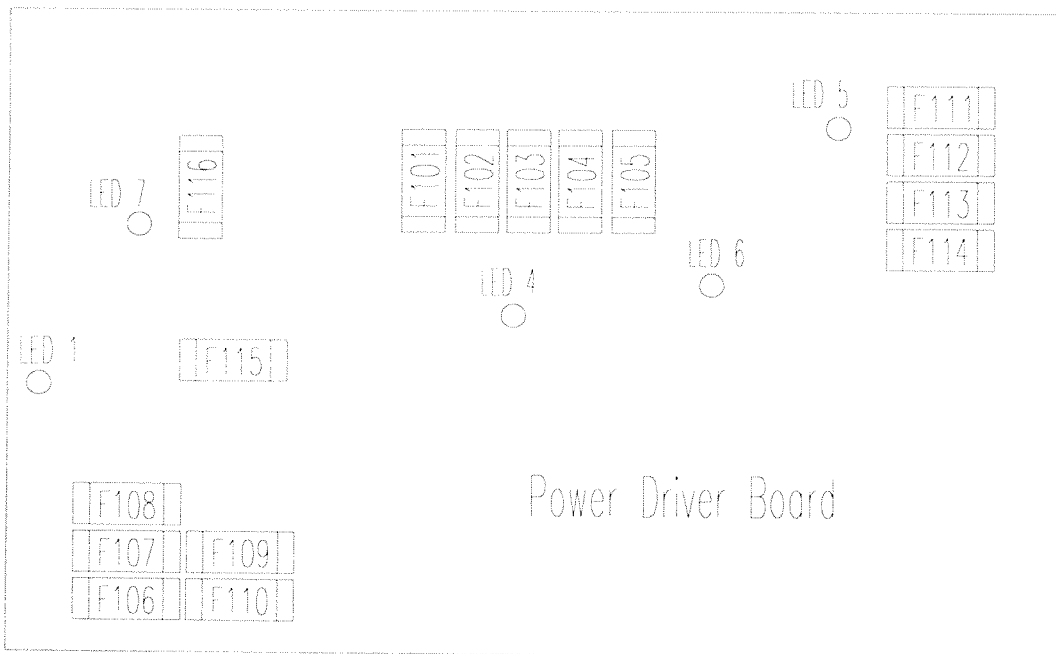 LED 5
F111
F112
F113
F114
LED 7
F116
F101
F102
F103
F104
F105
LED 6
LED 4
LED 1
F115
Power Driver Board
F108
F107
F109
F106
F110